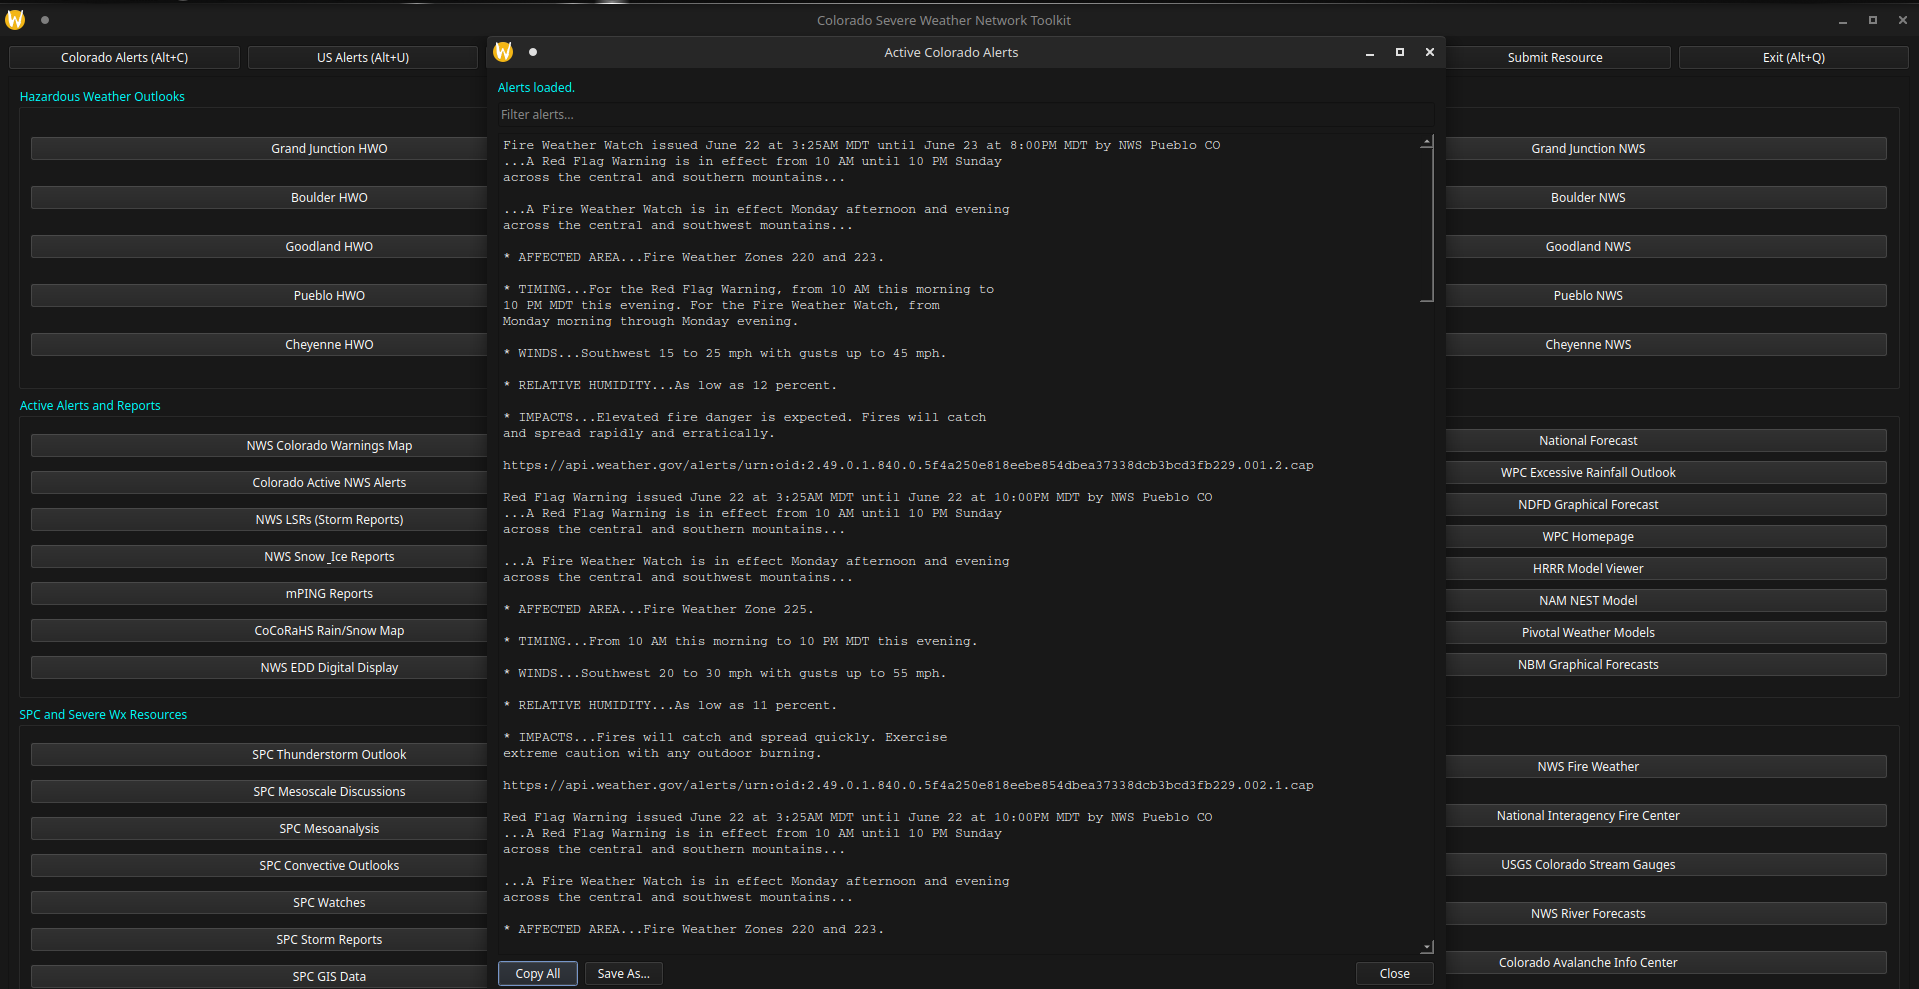 Colorado Severe Weather Network Toolkit
Colorado Alerts (Alt+C)
US Alerts (Alt+U)
Submit Resource
Exit (Alt+Q)
Hazardous Weather Outlooks
Grand Junction HWO
Boulder HWO
Goodland HWO
Pueblo HWO
Cheyenne HWO
Active Alerts and Reports
NWS Colorado Warnings Map
Colorado Active NWS Alerts
NWS LSRs (Storm Reports)
NWS Snow_Ice Reports
mPING Reports
CoCoRaHS Rain/Snow Map
NWS EDD Digital Display
SPC and Severe Wx Resources
SPC Thunderstorm Outlook
SPC Mesoscale Discussions
SPC Mesoanalysis
SPC Convective Outlooks
SPC Watches
SPC Storm Reports
SPC GIS Data
Active Colorado Alerts
Alerts loaded.
Filter alerts...
Fire Weather Watch issued June 22 at 3:25AM MDT until June 23 at 8:00PM MDT by NWS Pueblo CO
...A Red Flag Warning is in effect from 10 AM until 10 PM Sunday
across the central and southern mountains...
...A Fire Weather Watch is in effect Monday afternoon and evening
across the central and southwest mountains...
* AFFECTED AREA...Fire Weather Zones 220 and 223.
* TIMING...For the Red Flag Warning, from 10 AM this morning to
10 PM MDT this evening. For the Fire Weather Watch, from
Monday morning through Monday evening.
* WINDS...Southwest 15 to 25 mph with gusts up to 45 mph.
* RELATIVE HUMIDITY...As low as 12 percent.
* IMPACTS...Elevated fire danger is expected. Fires will catch
and spread rapidly and erratically.
https://api.weather.gov/alerts/urn:oid:2.49.0.1.840.0.5f4a250e818eebe854dbea37338dcb3bcd3fb229.001.2.cap
Red Flag Warning issued June 22 at 3:25AM MDT until June 22 at 10:00PM MDT by NWS Pueblo CO
...A Red Flag Warning is in effect from 10 AM until 10 PM Sunday
across the central and southern mountains...
...A Fire Weather Watch is in effect Monday afternoon and evening
across the central and southwest mountains...
* AFFECTED AREA...Fire Weather Zone 225.
* TIMING...From 10 AM this morning to 10 PM MDT this evening.
* WINDS...Southwest 20 to 30 mph with gusts up to 55 mph.
* RELATIVE HUMIDITY...As low as 11 percent.
* IMPACTS...Fires will catch and spread quickly. Exercise
extreme caution with any outdoor burning.
https://api.weather.gov/alerts/urn:oid:2.49.0.1.840.0.5f4a250e818eebe854dbea37338dcb3bcd3fb229.002.1.cap
Red Flag Warning issued June 22 at 3:25AM MDT until June 22 at 10:00PM MDT by NWS Pueblo CO
...A Red Flag Warning is in effect from 10 AM until 10 PM Sunday
across the central and southern mountains...
...A Fire Weather Watch is in effect Monday afternoon and evening
across the central and southwest mountains...
* AFFECTED AREA...Fire Weather Zones 220 and 223.
Copy All
Save As...
Close
Grand Junction NWS
Boulder NWS
Goodland NWS
Pueblo NWS
Cheyenne NWS
National Forecast
WPC Excessive Rainfall Outlook
NDFD Graphical Forecast
WPC Homepage
HRRR Model Viewer
NAM NEST Model
Pivotal Weather Models
NBM Graphical Forecasts
NWS Fire Weather
National Interagency Fire Center
USGS Colorado Stream Gauges
NWS River Forecasts
Colorado Avalanche Info Center